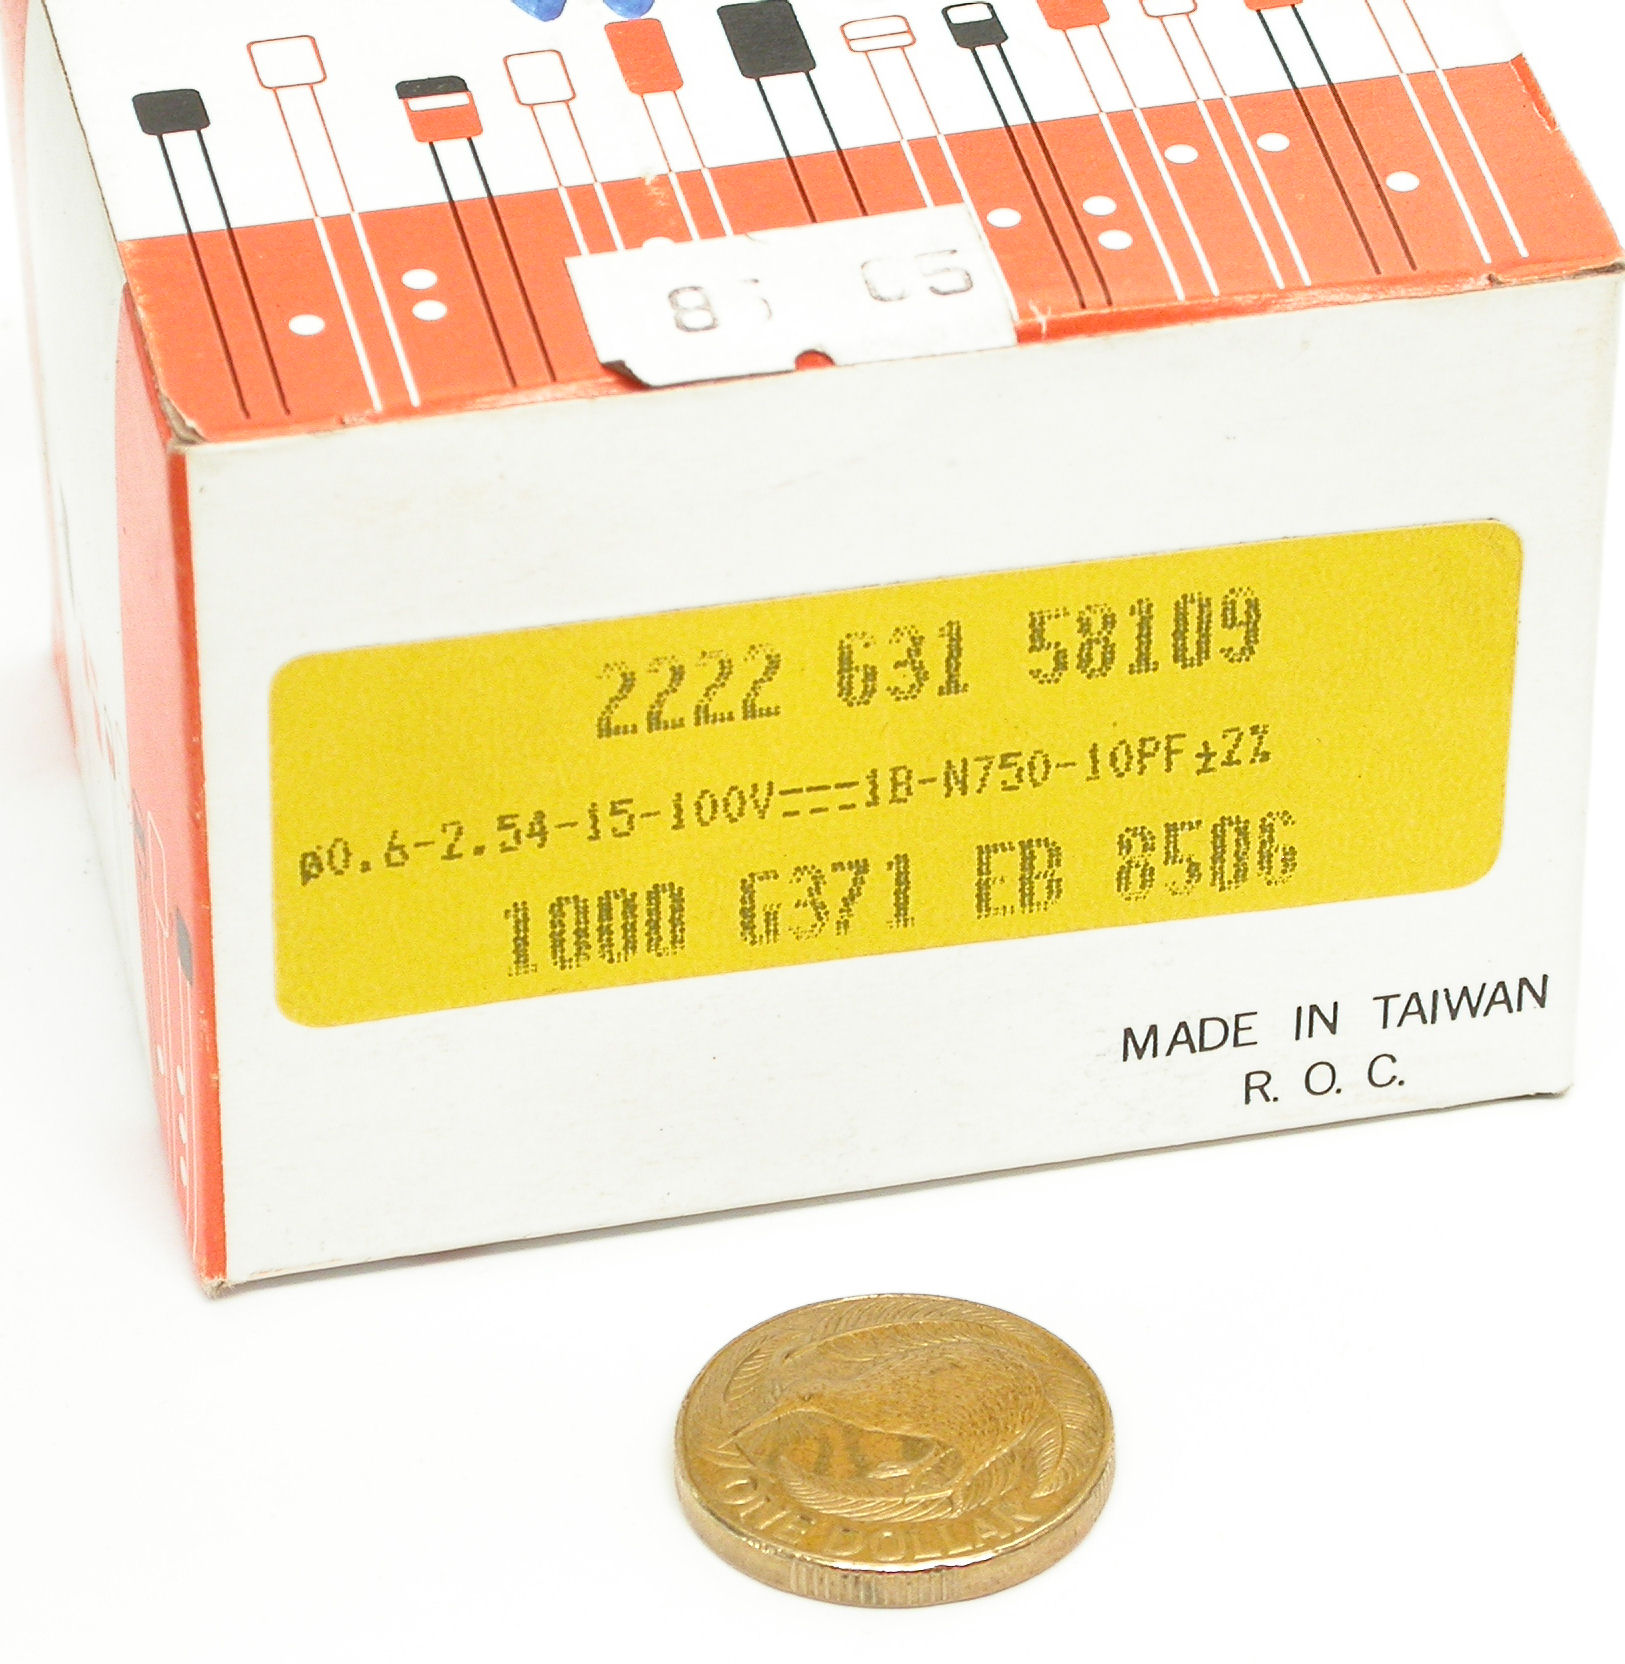 2222 631 58109
ø0.6-2.54-15-100V⎓1B-N750-10PF±2%
1000 G371 EB 8506
MADE IN TAIWAN
R. O. C.
ONE DOLLAR